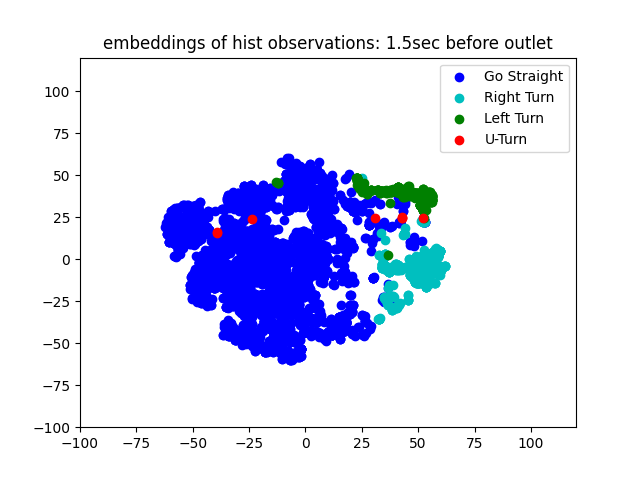 embeddings of hist observations: 1.5sec before outlet
Go Straight
Right Turn
Left Turn
U-Turn
100
75
50
25
0
−25
−50
−75
−100
−100 −75 −50 −25 0 25 50 75 100